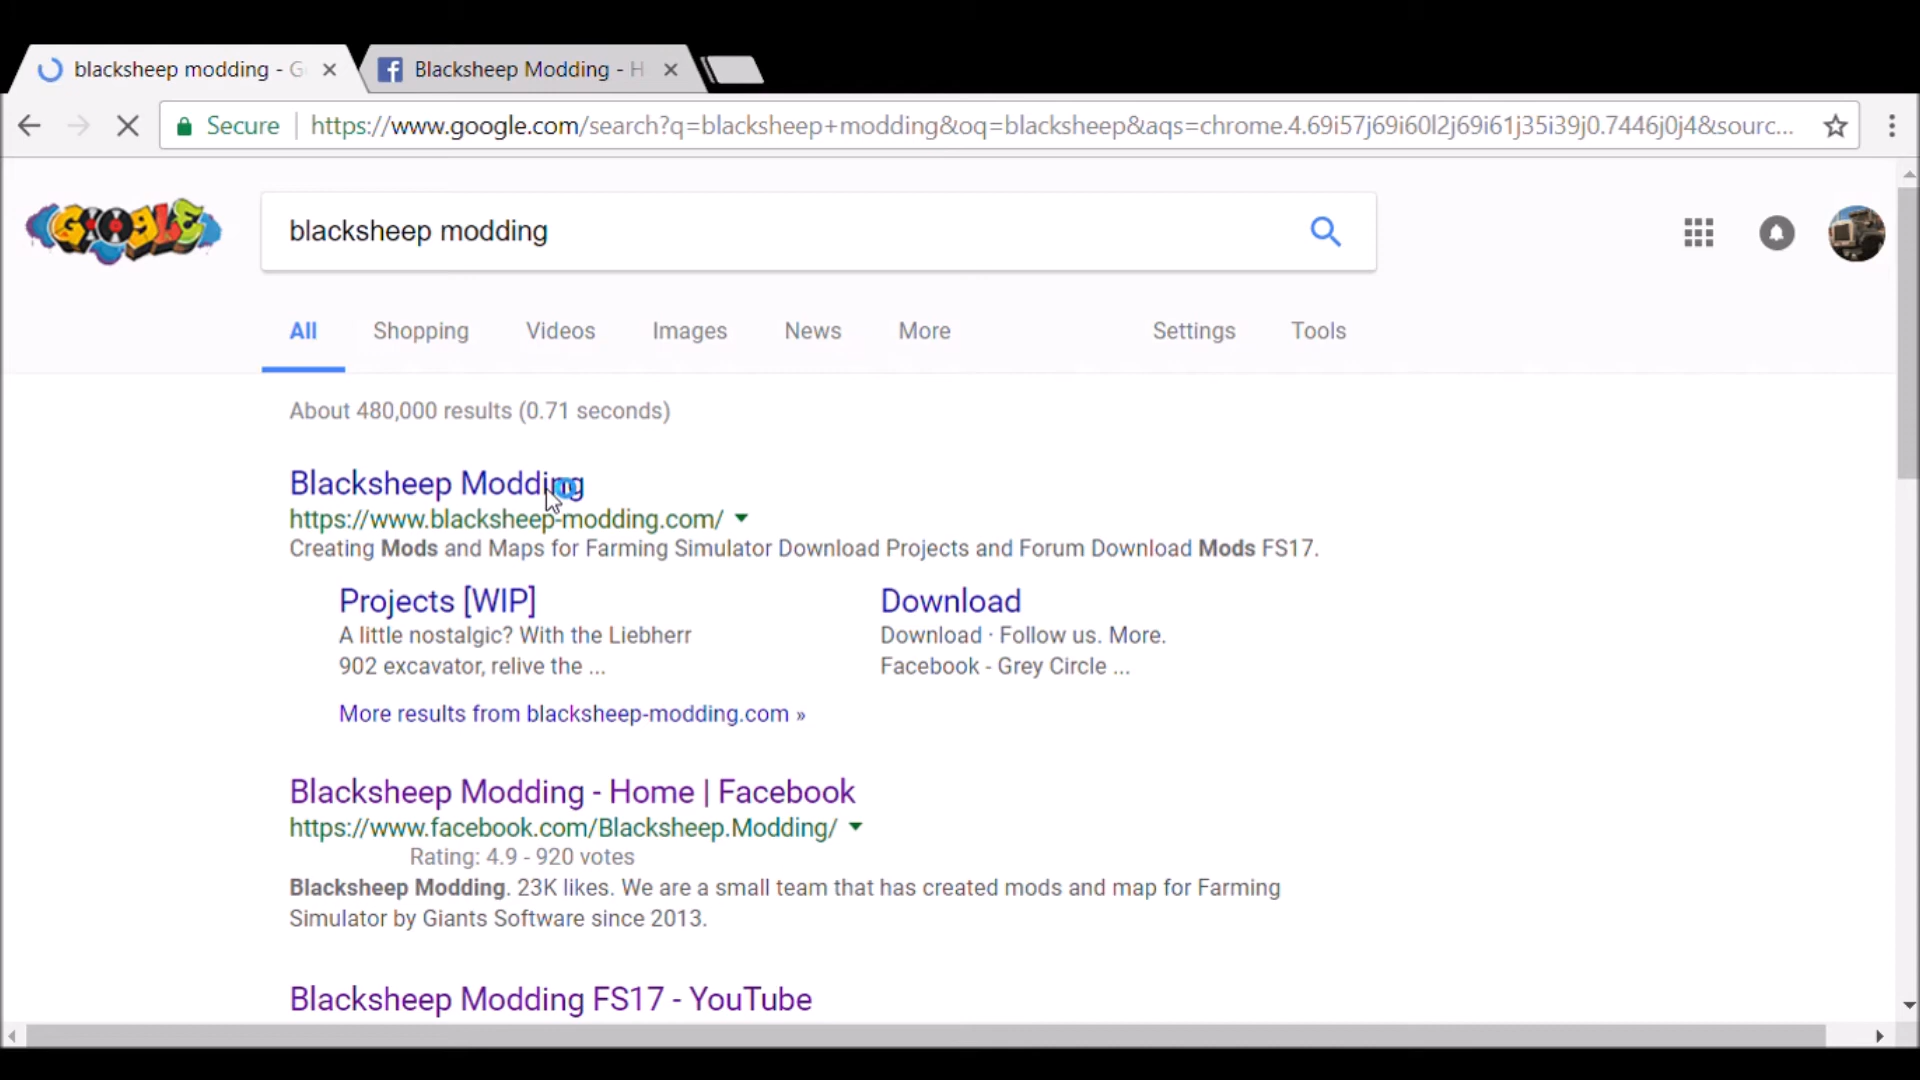 blacksheep modding - G
Blacksheep Modding - H
Secure
https://www.google.com/search?q=blacksheep+modding&oq=blacksheep&aqs=chrome.4.69i57j69i60l2j69i61j35i39j0.7446j0j4&sourc...
GOOGLE
blacksheep modding
All Shopping Videos Images News More Settings Tools
About 480,000 results (0.71 seconds)
Blacksheep Modding
https://www.blacksheep-modding.com/
Creating Mods and Maps for Farming Simulator Download Projects and Forum Download Mods FS17.
Projects [WIP]
A little nostalgic? With the Liebherr
902 excavator, relive the ...
Download
Download · Follow us. More.
Facebook - Grey Circle ...
More results from blacksheep-modding.com »
Blacksheep Modding - Home | Facebook
https://www.facebook.com/Blacksheep.Modding/
Rating: 4.9 - 920 votes
Blacksheep Modding. 23K likes. We are a small team that has created mods and map for Farming
Simulator by Giants Software since 2013.
Blacksheep Modding FS17 - YouTube